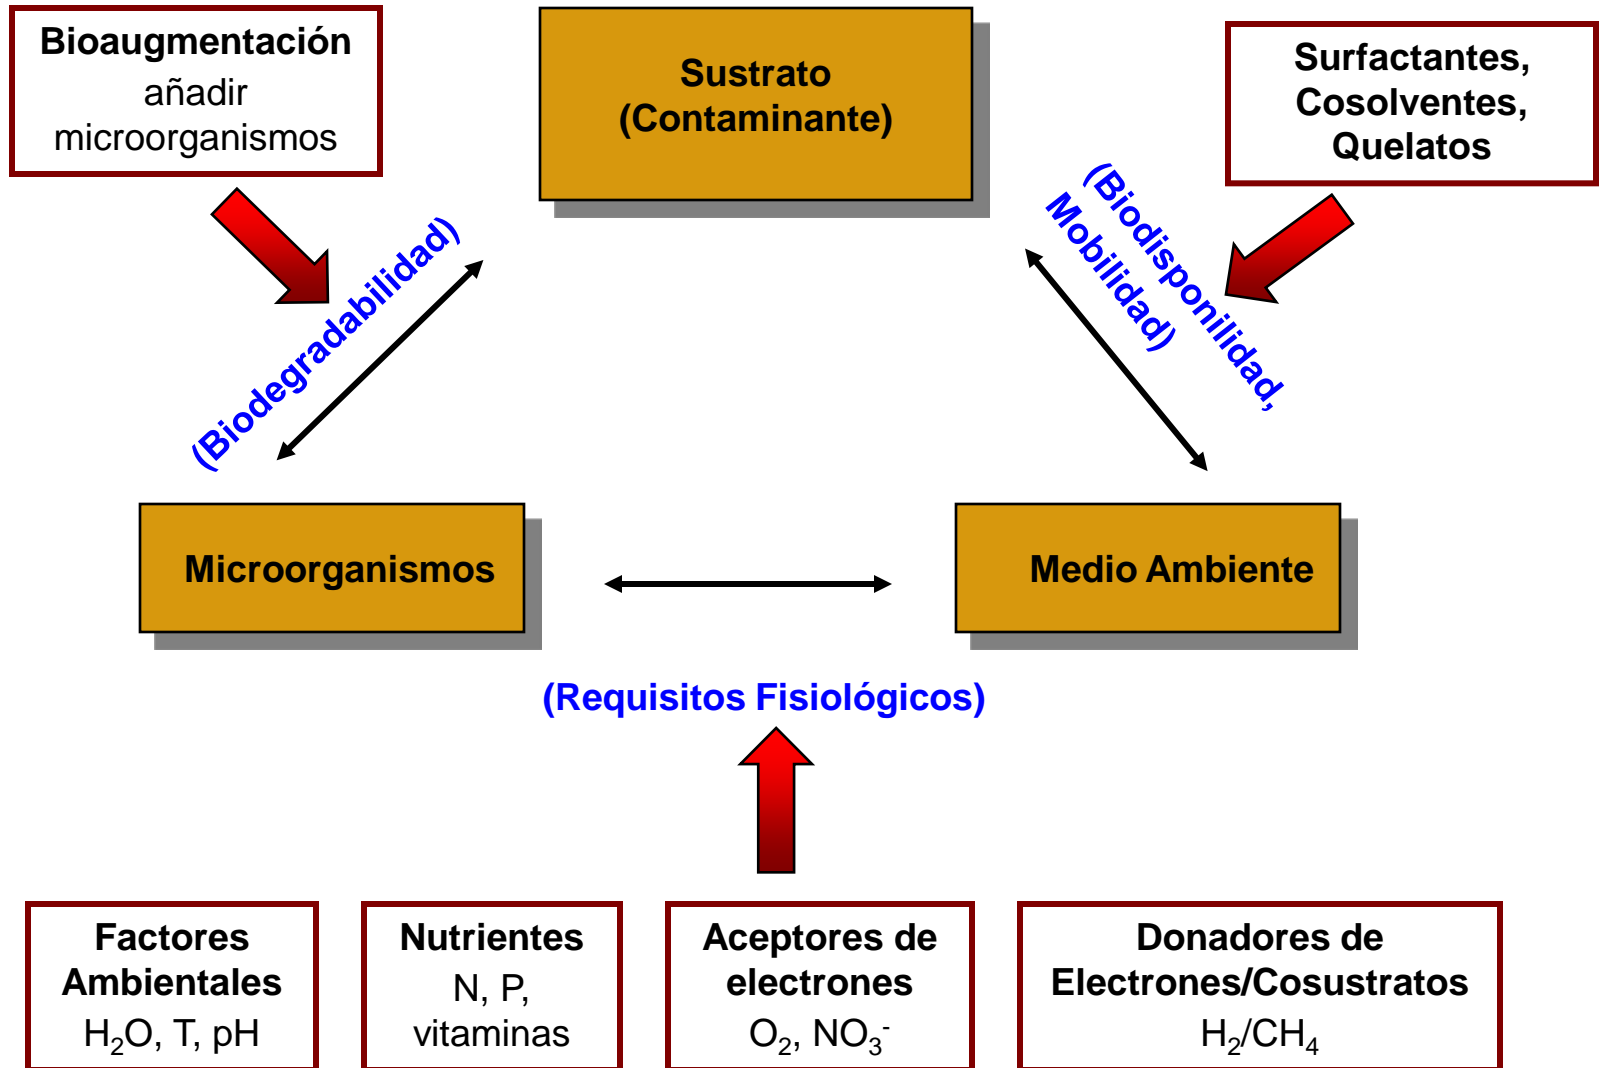 Bioaugmentación
añadir
microorganismos
Sustrato
(Contaminante)
Surfactantes,
Cosolventes,
Quelatos
(Biodegradabilidad)
(Biodisponilidad,
Mobilidad)
Microorganismos
Medio Ambiente
(Requisitos Fisiológicos)
Factores
Ambientales
H₂O, T, pH
Nutrientes
N, P,
vitaminas
Aceptores de
electrones
O₂, NO₃⁻
Donadores de
Electrones/Cosustratos
H₂/CH₄